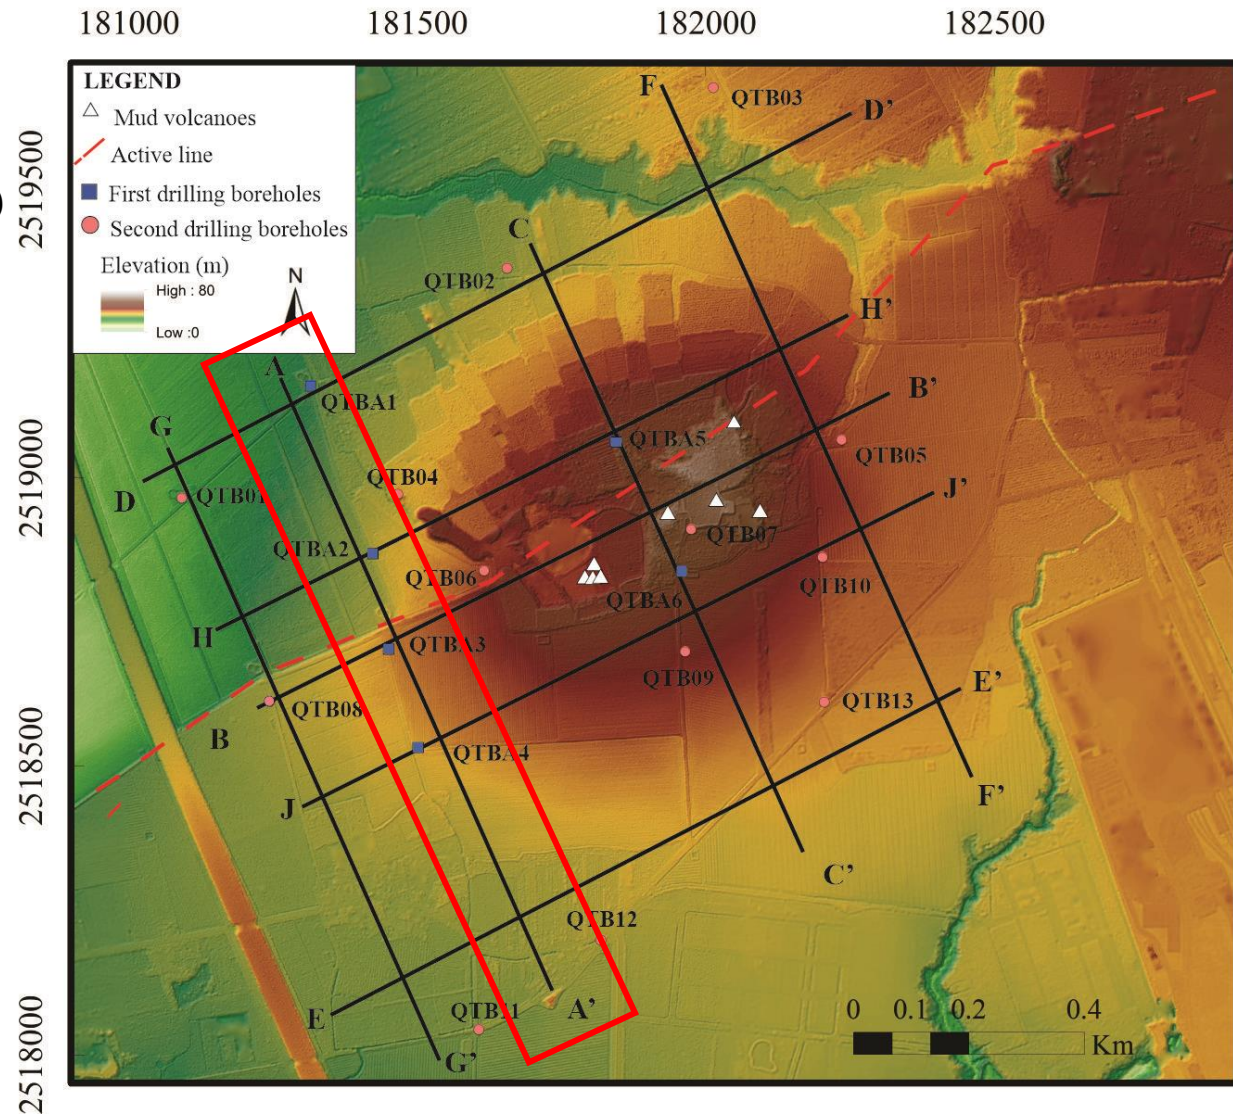 181000 181500 182000 182500
2519500
2519000
2518500
2518000
LEGEND
Mud volcanoes
Active line
First drilling boreholes
Second drilling boreholes
Elevation (m)
High : 80
Low :0
N
F
QTB03
D’
C
QTB02
H’
A
QTBA1
B’
G
QTBA5
QTB05
D
QTB01
QTB04
J’
QTB07
QTBA2
QTB06
QTB10
QTBA6
H
QTBA3
QTB09
E’
QTB08
QTB13
B
QTBA4
J
F’
C’
QTB12
E
QTB11
A’
G’
0 0.1 0.2 0.4
Km